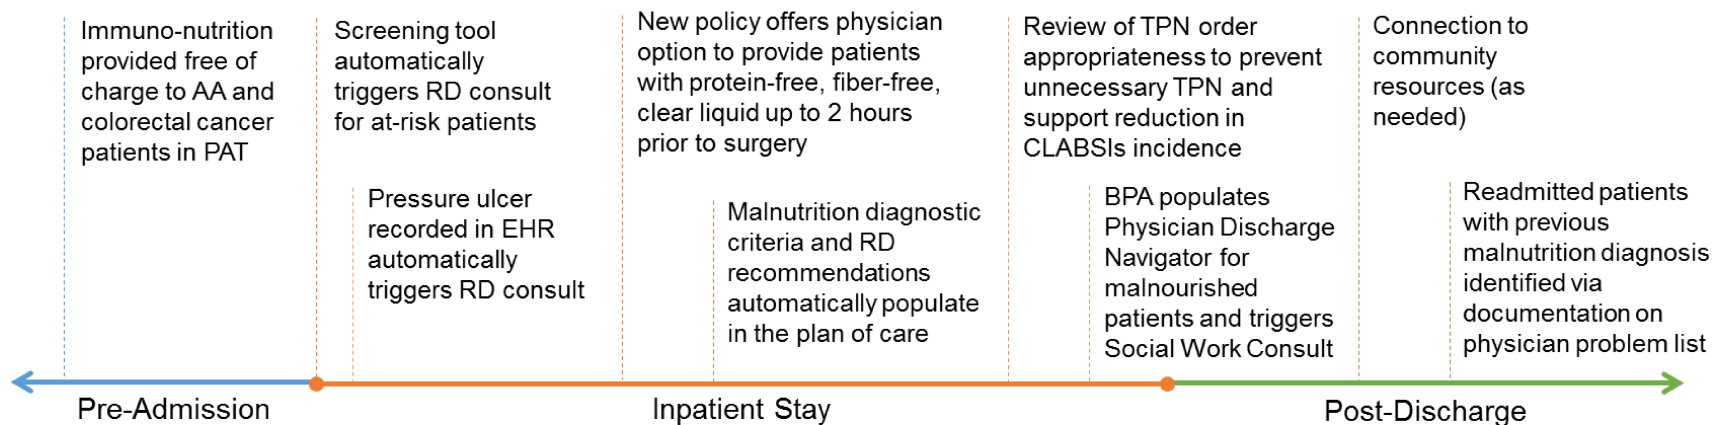 Immuno-nutrition
provided free of
charge to AA and
colorectal cancer
patients in PAT
Screening tool
automatically
triggers RD consult
for at-risk patients
Pressure ulcer
recorded in EHR
automatically
triggers RD consult
New policy offers physician
option to provide patients
with protein-free, fiber-free,
clear liquid up to 2 hours
prior to surgery
Malnutrition diagnostic
criteria and RD
recommendations
automatically populate
in the plan of care
Review of TPN order
appropriateness to prevent
unnecessary TPN and
support reduction in
CLABSIs incidence
BPA populates
Physician Discharge
Navigator for
malnourished
patients and triggers
Social Work Consult
Connection to
community
resources (as
needed)
Readmitted patients
with previous
malnutrition diagnosis
identified via
documentation on
physician problem list
Pre-Admission
Inpatient Stay
Post-Discharge